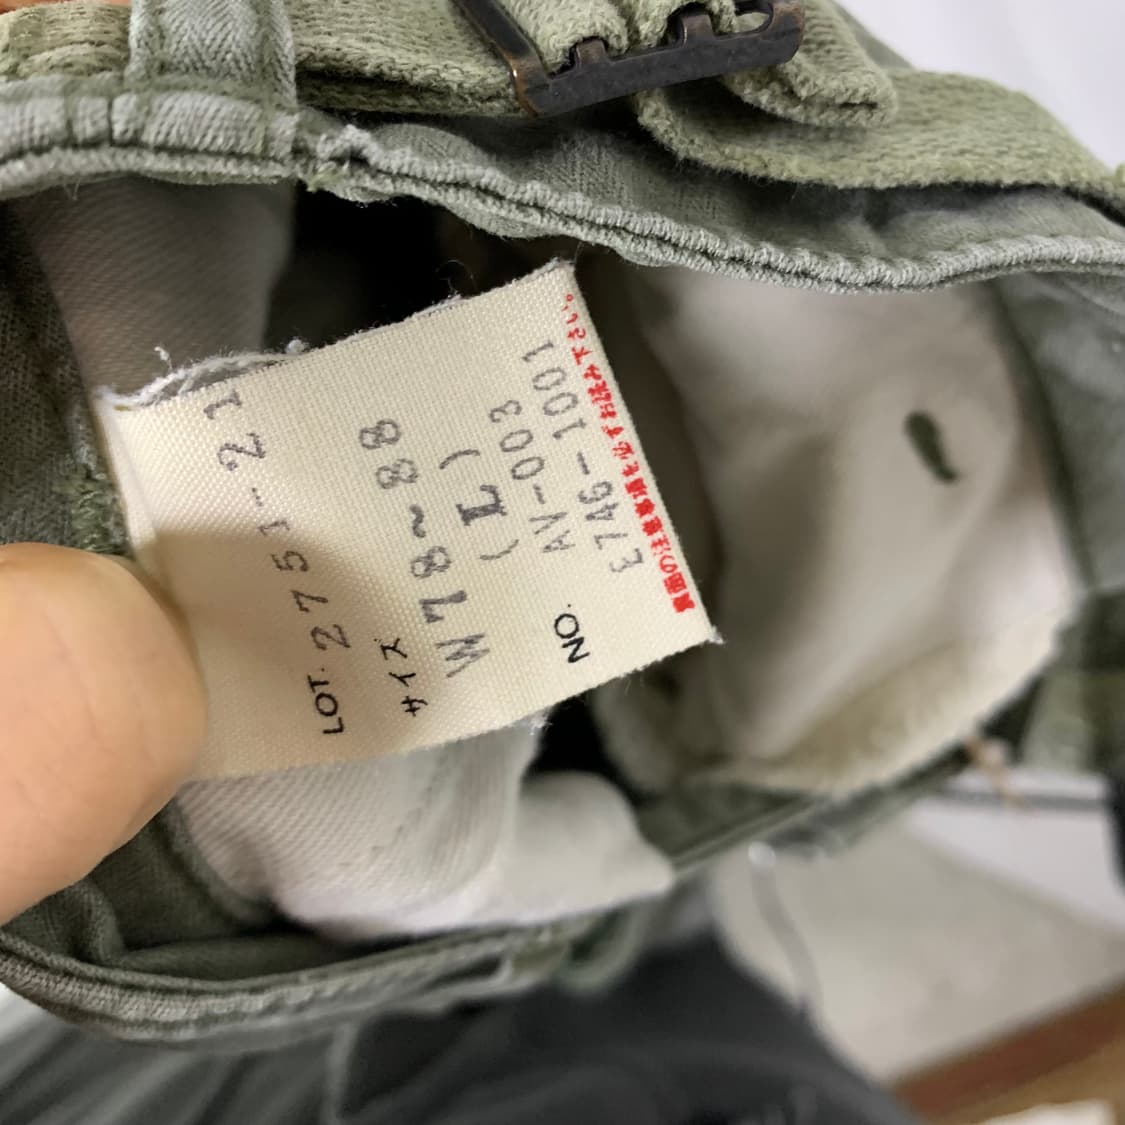 LOT. 2751-21
サイズ
W78~88
(L)
NO. AV-003
E746-1001
裏面の注意事項を必ずお読み下さい。